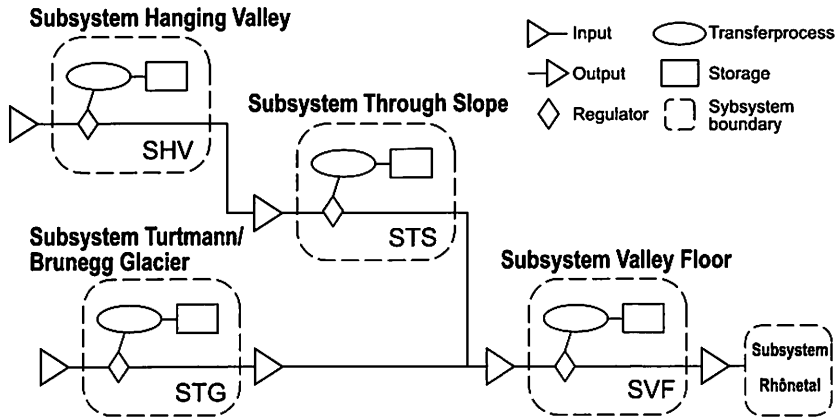 Subsystem Hanging Valley
SHV
Subsystem Through Slope
STS
Subsystem Turtmann/
Brunegg Glacier
STG
Subsystem Valley Floor
SVF
Subsystem
Rhônetal
Input
Transferprocess
Output
Storage
Regulator
Sybsystem
boundary